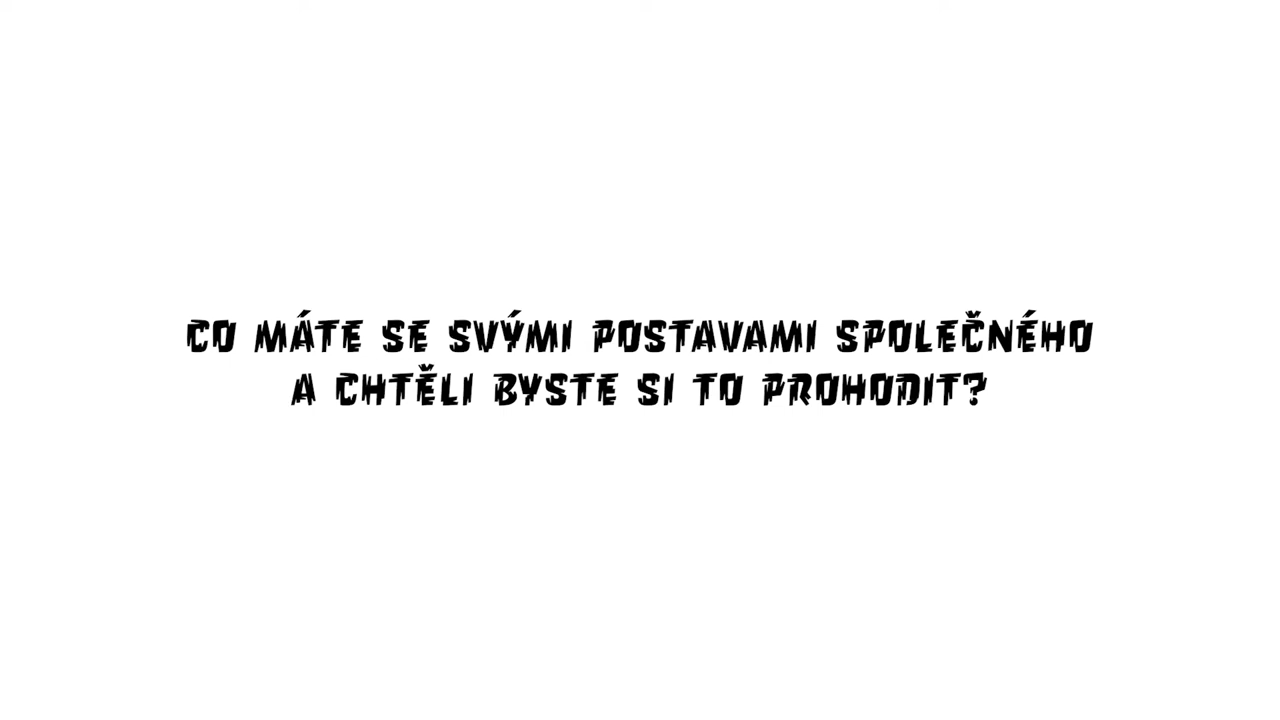 CO MÁTE SE SVÝMI POSTAVAMI SPOLEČNÉHO
A CHTĚLI BYSTE SI TO PROHODIT?